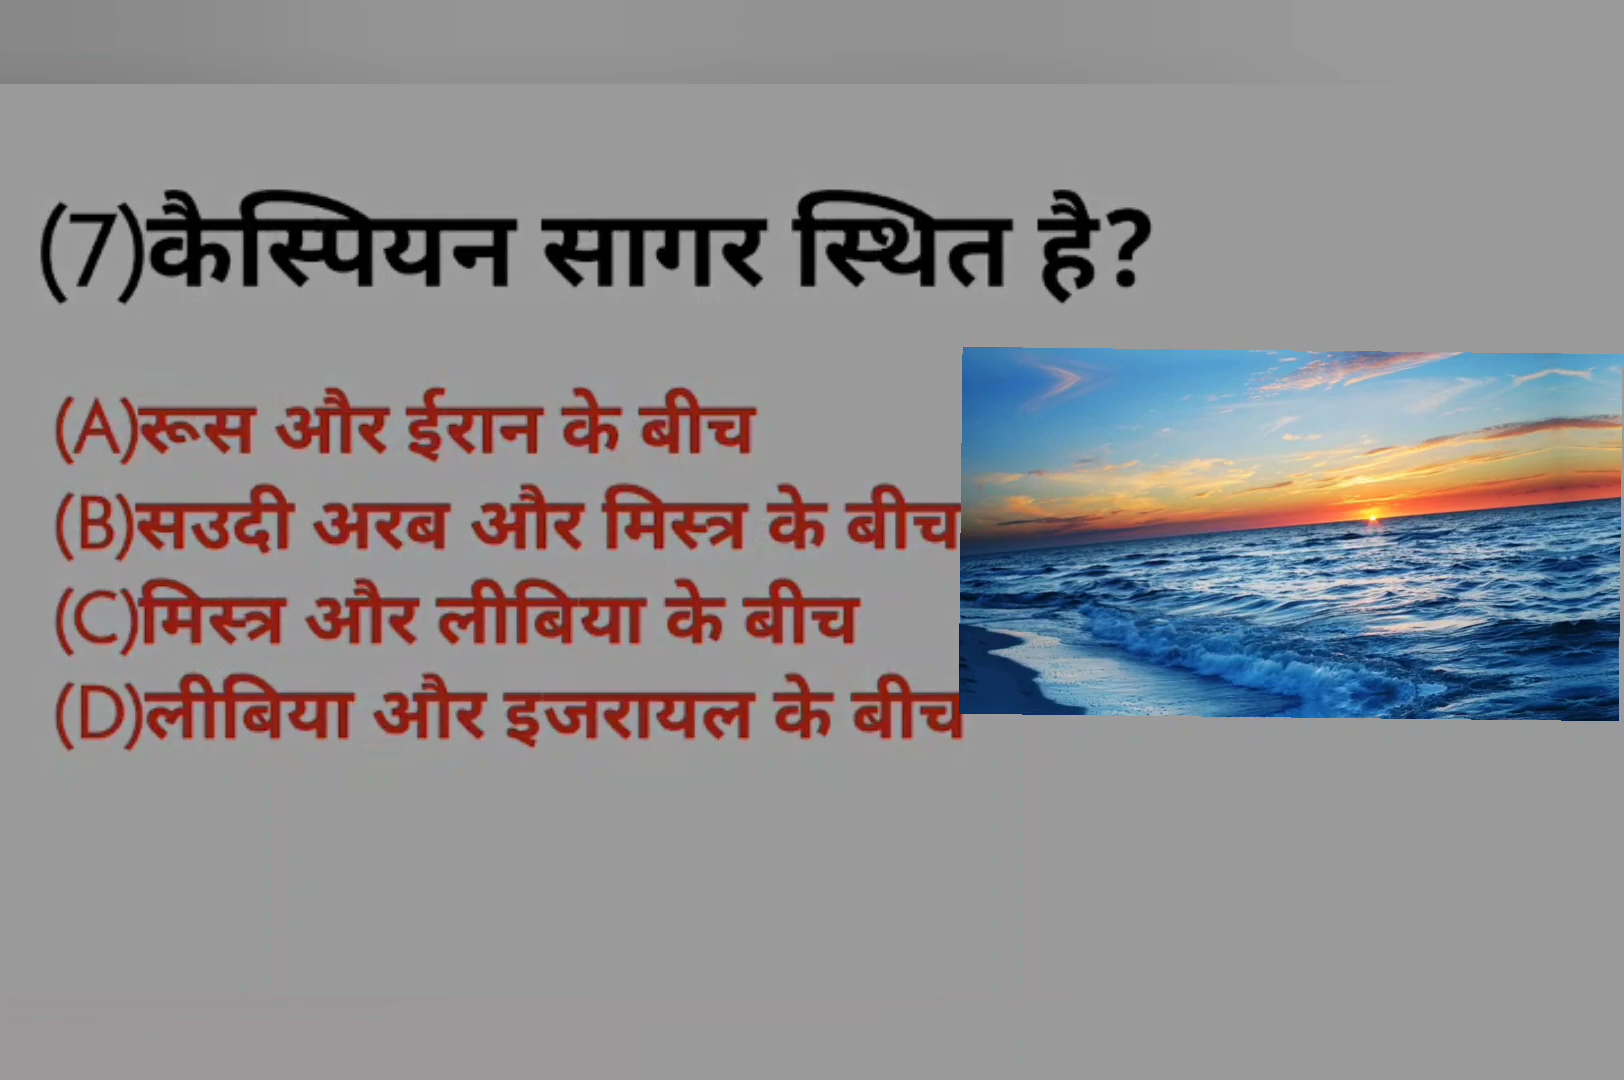 (7)कैस्पियन सागर स्थित है?
(A)रूस और ईरान के बीच
(B)सउदी अरब और मिस्त्र के बीच
(C)मिस्त्र और लीबिया के बीच
(D)लीबिया और इजरायल के बीच